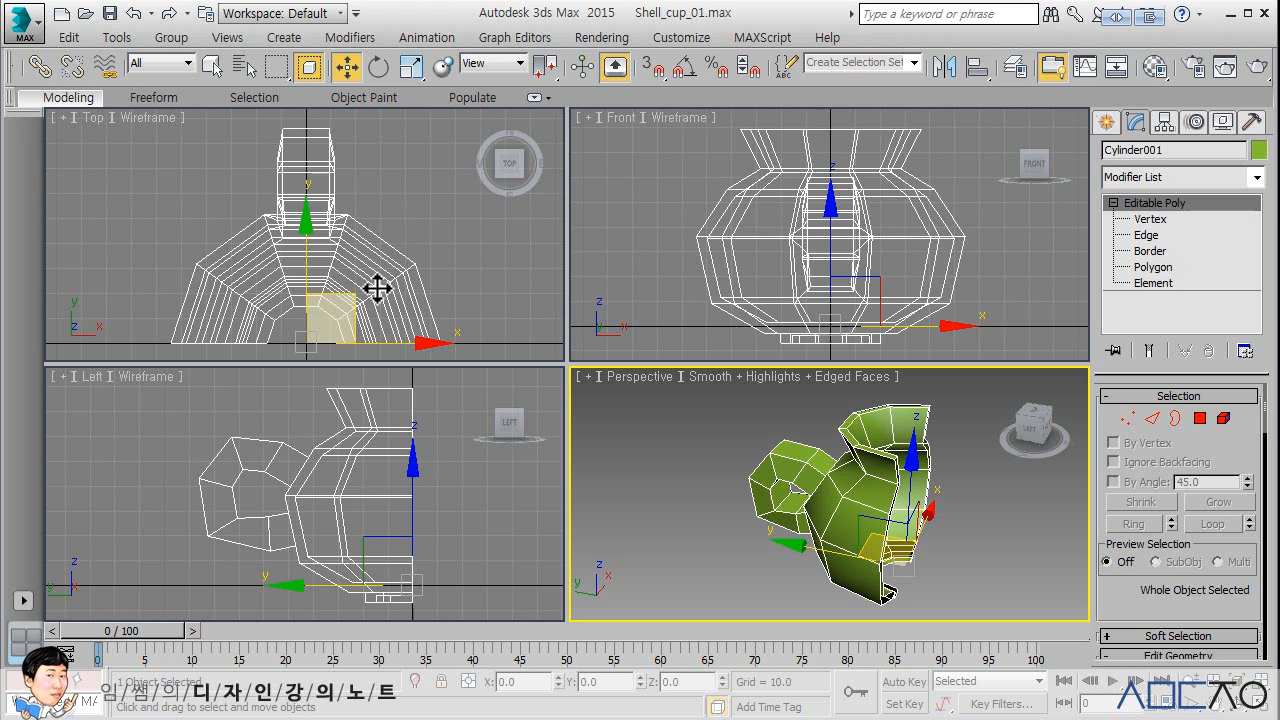 Workspace: Default
Autodesk 3ds Max 2015 Shell_cup_01.max
Type a keyword or phrase
MAX
Edit Tools Group Views Create Modifiers Animation Graph Editors Rendering Customize MAXScript Help
All
View
Create Selection Set
Modeling Freeform Selection Object Paint Populate
[ + ] Top ] Wireframe ]
TOP
[ + ] Front ] Wireframe ]
FRONT
Cylinder001
Modifier List
Editable Poly
Vertex
Edge
Border
Polygon
Element
[ + ] Left ] Wireframe ]
LEFT
[ + ] Perspective ] Smooth + Highlights + Edged Faces ]
LEFT
Selection
By Vertex
Ignore Backfacing
By Angle: 45.0
Shrink Grow
Ring Loop
Preview Selection
Off SubObj Multi
Whole Object Selected
Soft Selection
Edit Geometry
0 / 100
0 5 10 15 20 25 30 35 40 45 50 55 60 65 70 75 80 85 90 95 100
1 Object Selected
X: 0.0 Y: 0.0 Z: 0.0
Grid = 10.0
Auto Key Selected
임/쌤/의/디/자/인/강/의/노/트
Click and drag to select and move objects
Add Time Tag
Set Key Key Filters...
0